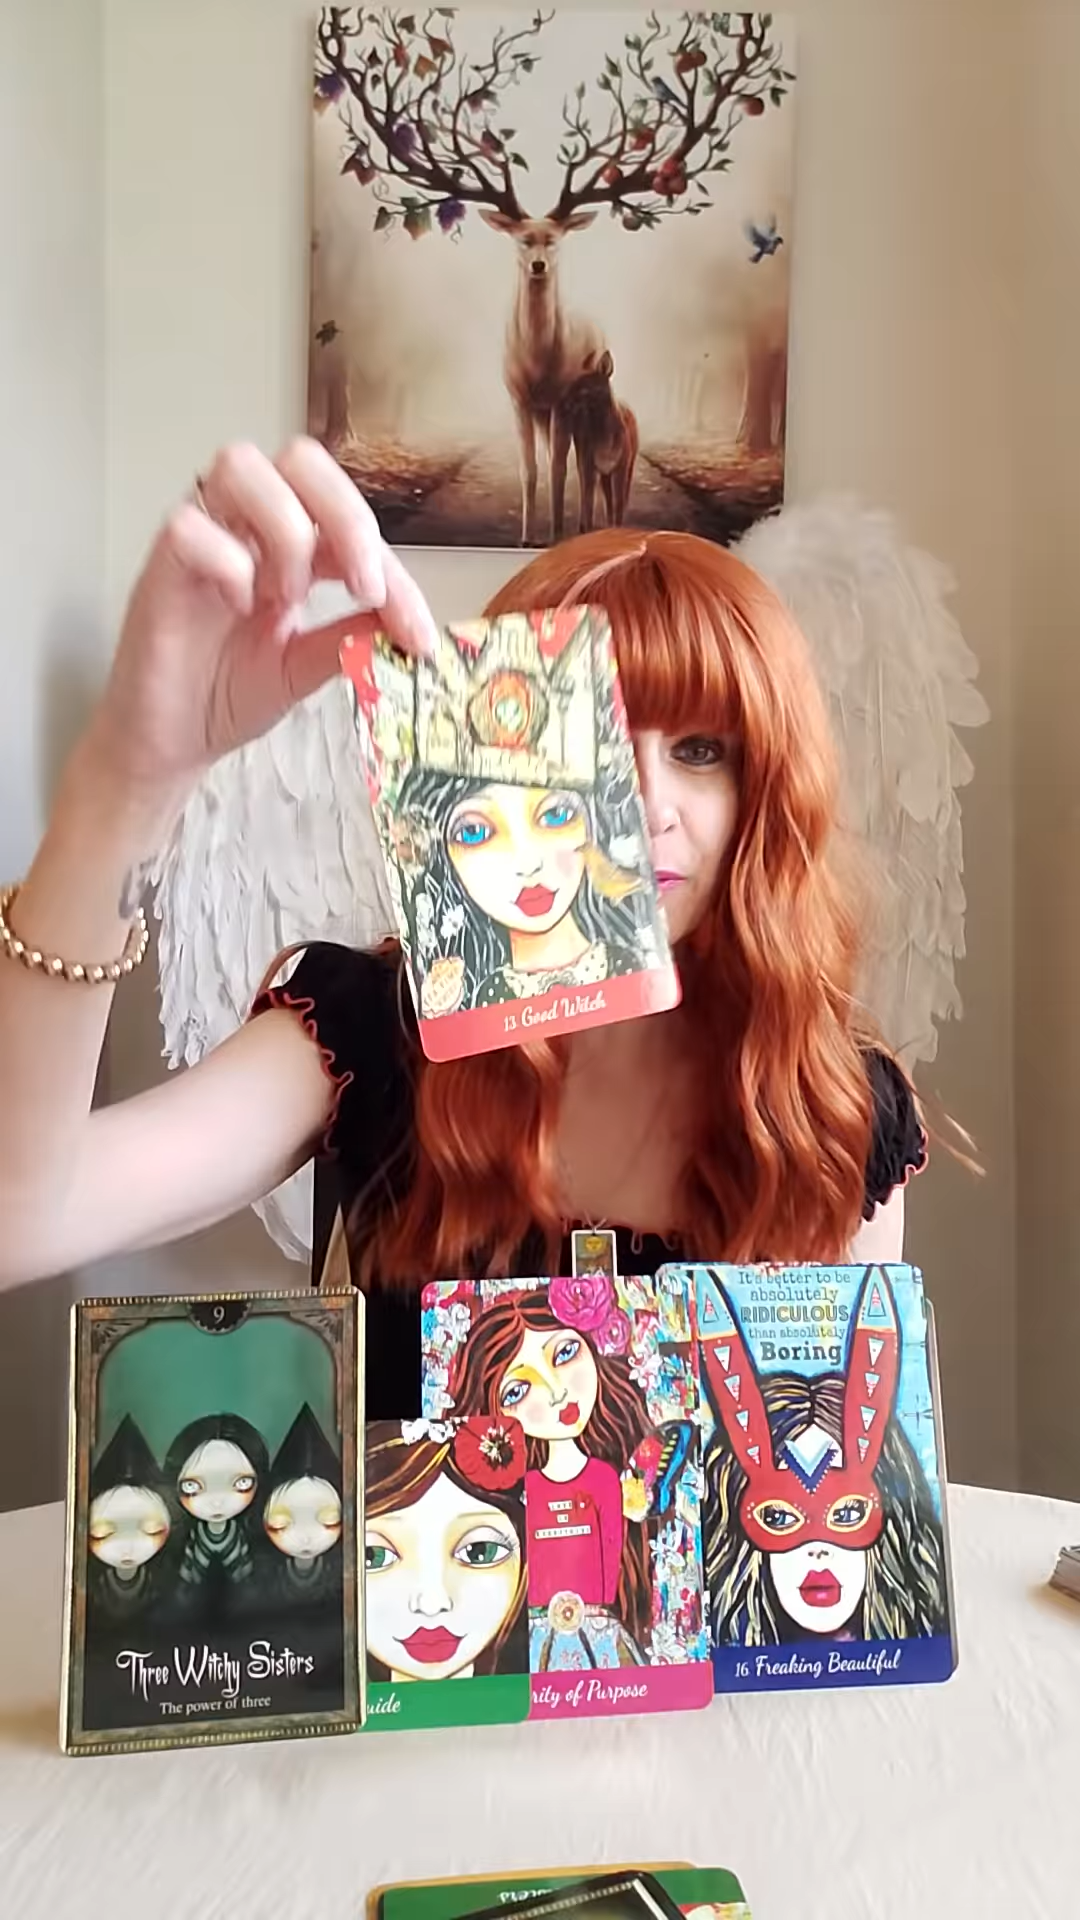 13 Good Witch
9
Three Witchy Sisters
The power of three
uide
rity of Purpose
It's better to be
absolutely
RIDICULOUS
than absolutely
Boring
16 Freaking Beautiful